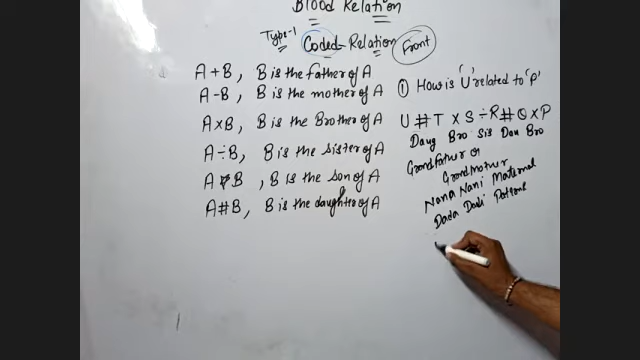 Blood Relation
Type-1
Coded Relation
Front
A + B, B is the father of A
A - B, B is the mother of A
A x B, B is the Brother of A
A ÷ B, B is the sister of A
A B, B is the son of A
A # B, B is the daughter of A
① How is 'U' related to 'P'
U # T x S ÷ R # Q x P
Daug Bro Sis Dau Bro
Grandfather or
Grandmother
Nana Nani Maternal
Dada Dadi